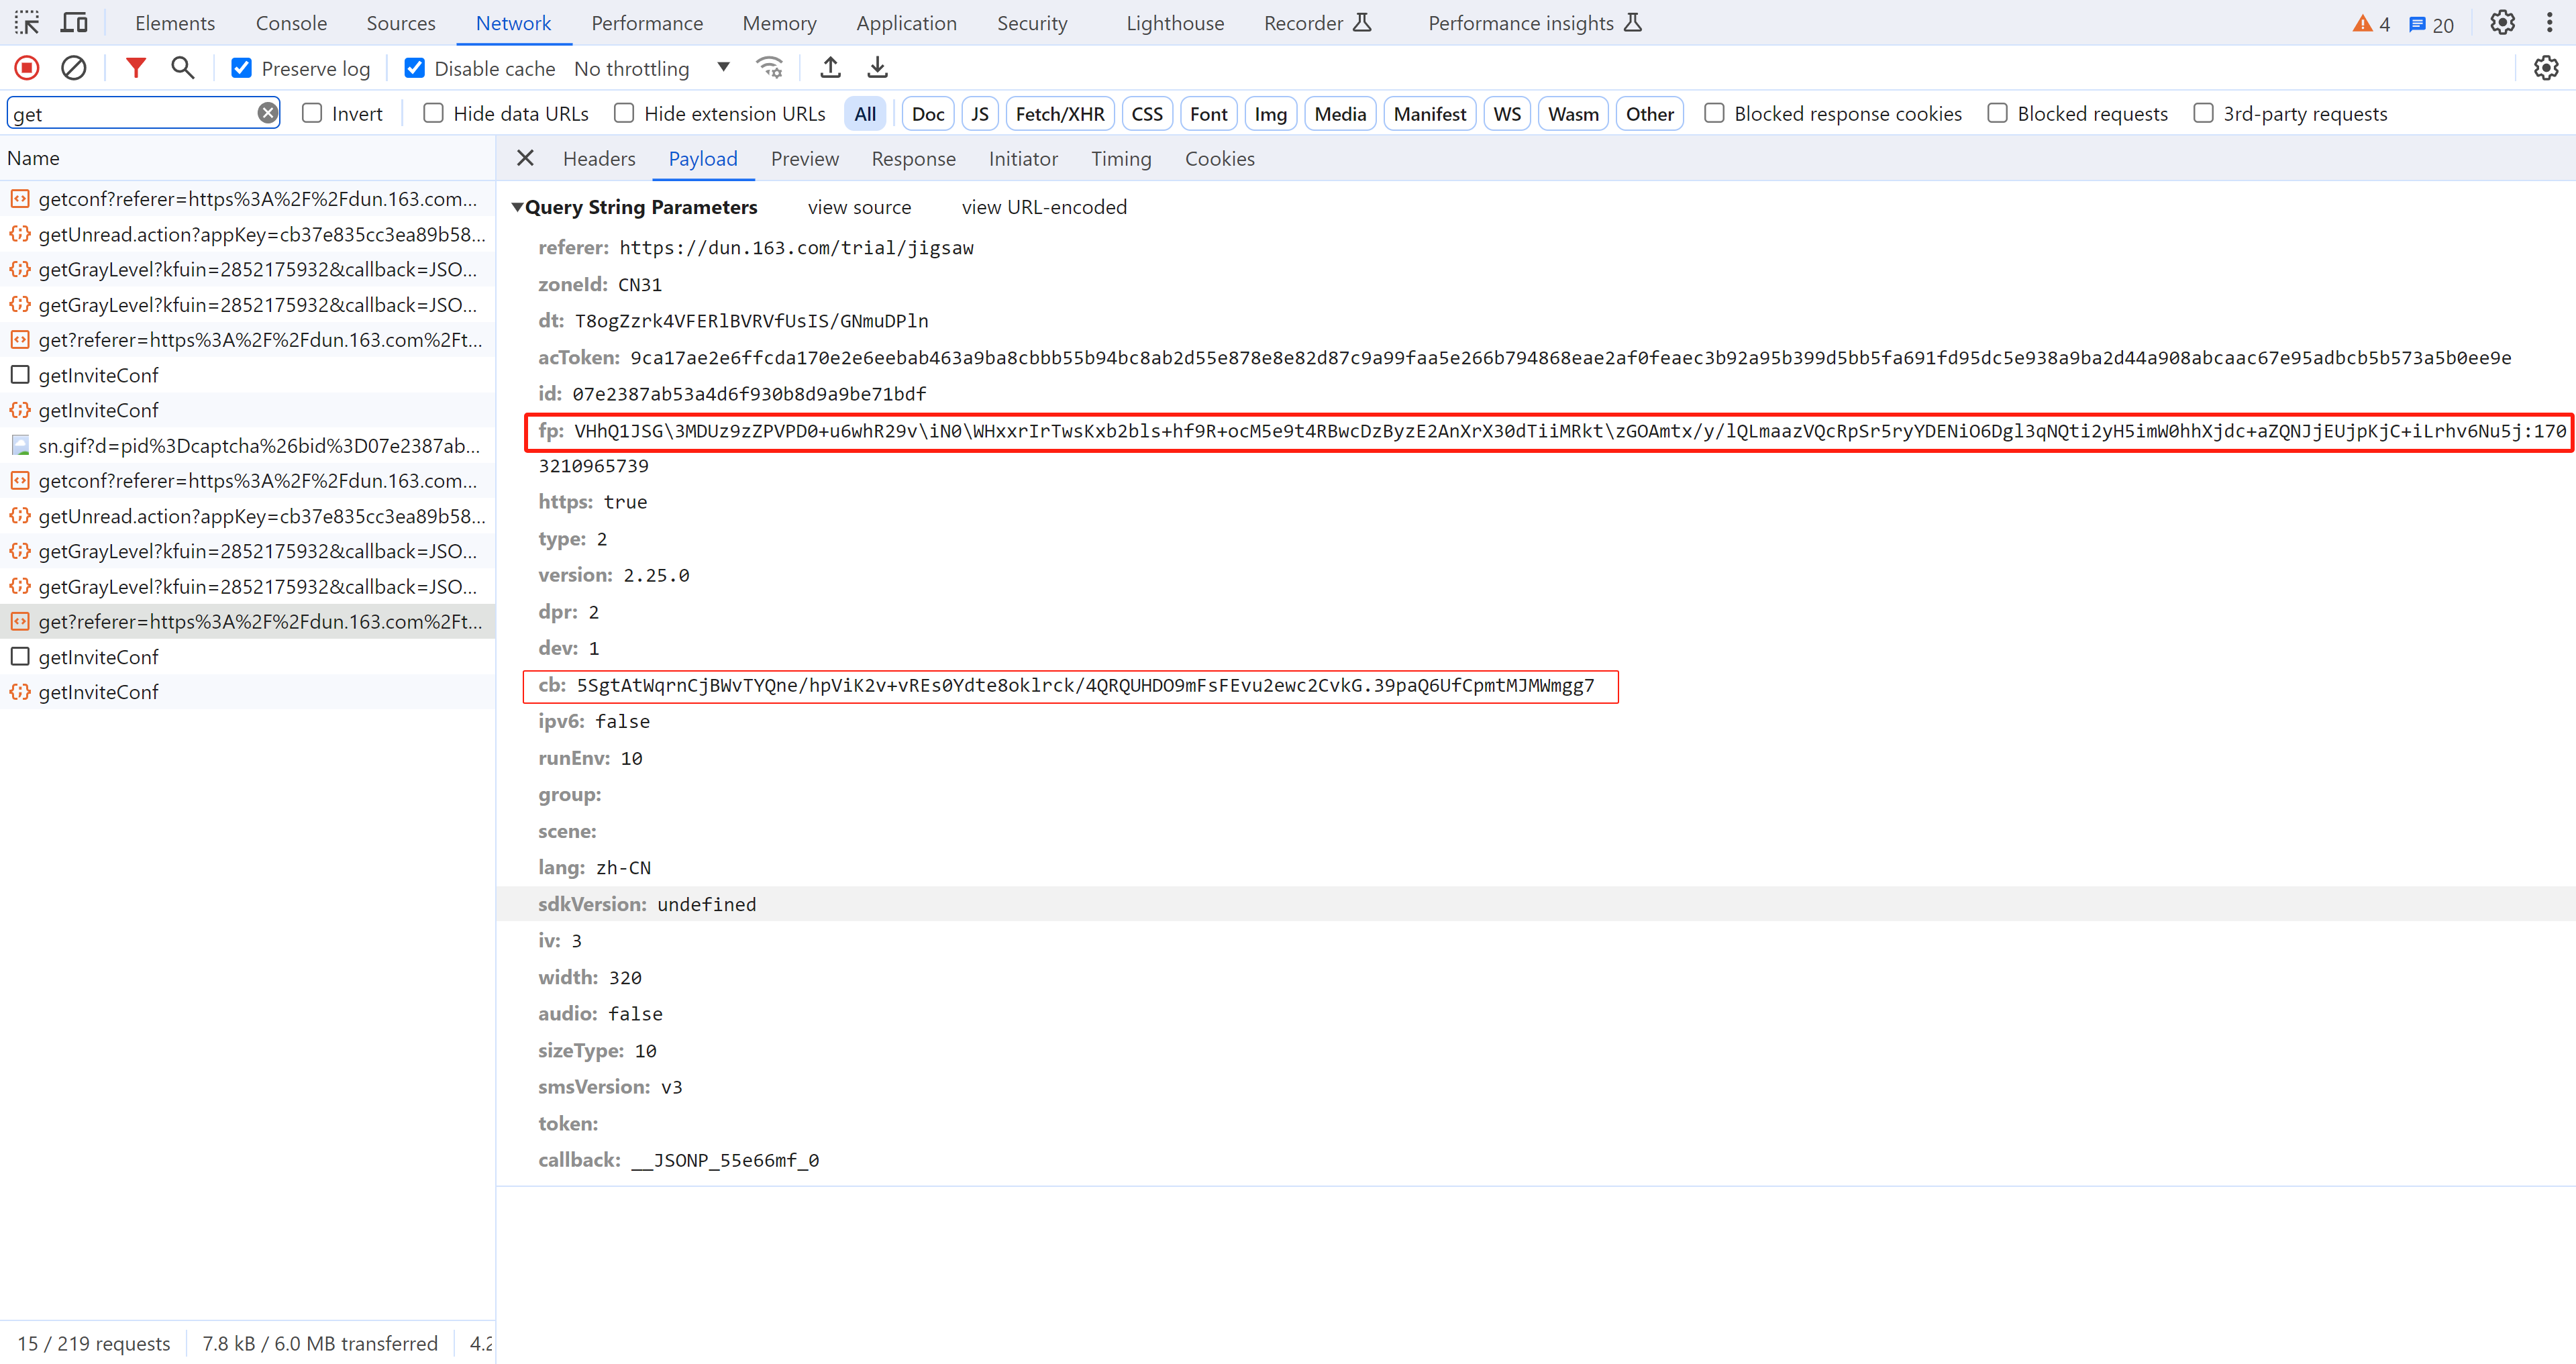 Elements Console Sources Network Performance Memory Application Security Lighthouse Recorder Performance insights 4 20
Preserve log Disable cache No throttling
get Invert Hide data URLs Hide extension URLs All Doc JS Fetch/XHR CSS Font Img Media Manifest WS Wasm Other Blocked response cookies Blocked requests 3rd-party requests
Name
getconf?referer=https%3A%2F%2Fdun.163.com...
getUnread.action?appKey=cb37e835cc3ea89b58...
getGrayLevel?kfuin=2852175932&callback=JSO...
getGrayLevel?kfuin=2852175932&callback=JSO...
get?referer=https%3A%2F%2Fdun.163.com%2Ft...
getInviteConf
getInviteConf
sn.gif?d=pid%3Dcaptcha%26bid%3D07e2387ab...
getconf?referer=https%3A%2F%2Fdun.163.com...
getUnread.action?appKey=cb37e835cc3ea89b58...
getGrayLevel?kfuin=2852175932&callback=JSO...
getGrayLevel?kfuin=2852175932&callback=JSO...
get?referer=https%3A%2F%2Fdun.163.com%2Ft...
getInviteConf
getInviteConf
15 / 219 requests 7.8 kB / 6.0 MB transferred 4.2
Headers Payload Preview Response Initiator Timing Cookies
Query String Parameters view source view URL-encoded
referer: https://dun.163.com/trial/jigsaw
zoneId: CN31
dt: T8ogZzrk4VFERlBVRVfUsIS/GNmuDPln
acToken: 9ca17ae2e6ffcda170e2e6eebab463a9ba8cbbb55b94bc8ab2d55e878e8e82d87c9a99faa5e266b794868eae2af0feaec3b92a95b399d5bb5fa691fd95dc5e938a9ba2d44a908abcaac67e95adbcb5b573a5b0ee9e
id: 07e2387ab53a4d6f930b8d9a9be71bdf
fp: VHhQ1JSG\3MDUz9zZPVPD0+u6whR29v\iN0\WHxxrIrTwsKxb2bls+hf9R+ocM5e9t4RBwcDzByzE2AnXrX30dTiiMRkt\zGOAmtx/y/lQLmaazVQcRpSr5ryYDENiO6Dgl3qNQti2yH5imW0hhXjdc+aZQNJjEUjpKjC+iLrhv6Nu5j:170
3210965739
https: true
type: 2
version: 2.25.0
dpr: 2
dev: 1
cb: 5SgtAtWqrnCjBWvTYQne/hpViK2v+vREs0Ydte8oklrck/4QRQUHDO9mFsFEvu2ewc2CvkG.39paQ6UfCpmtMJMWmgg7
ipv6: false
runEnv: 10
group:
scene:
lang: zh-CN
sdkVersion: undefined
iv: 3
width: 320
audio: false
sizeType: 10
smsVersion: v3
token:
callback: __JSONP_55e66mf_0